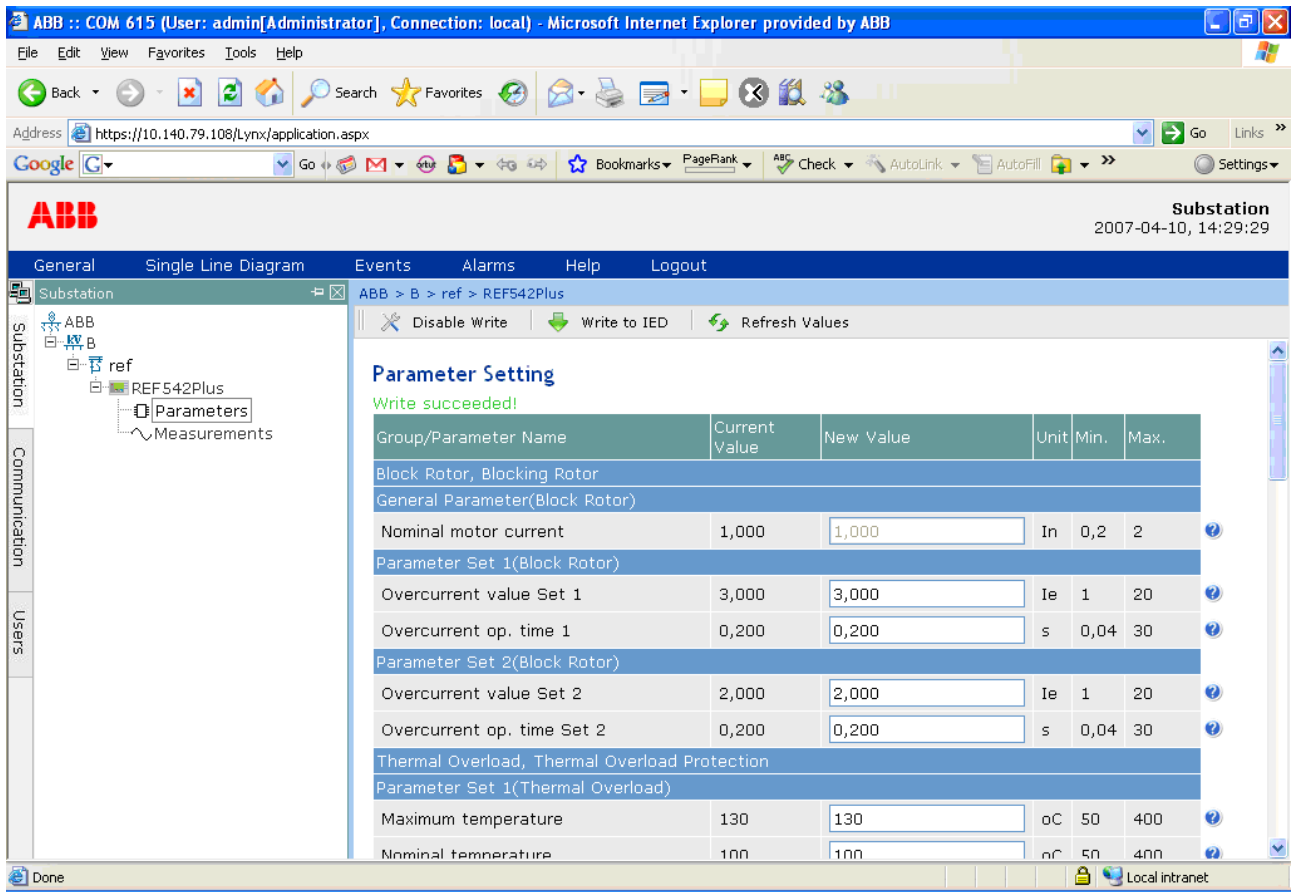 ABB :: COM 615 (User: admin[Administrator], Connection: local) - Microsoft Internet Explorer provided by ABB
File Edit View Favorites Tools Help
Back Search Favorites
Address https://10.140.79.108/Lynx/application.aspx Go Links »
Google G Go Bookmarks PageRank ABC Check AutoLink AutoFill » Settings
ABB
Substation
2007-04-10, 14:29:29
General Single Line Diagram Events Alarms Help Logout
Substation
ABB > B > ref > REF542Plus
Disable Write Write to IED Refresh Values
Substation
Communication
Users
ABB
KV B
ref
REF542Plus
Parameters
Measurements
Parameter Setting
Write succeeded!
Group/Parameter Name Current Value New Value Unit Min. Max.
Block Rotor, Blocking Rotor
General Parameter(Block Rotor)
Nominal motor current 1,000 1,000 In 0,2 2
Parameter Set 1(Block Rotor)
Overcurrent value Set 1 3,000 3,000 Ie 1 20
Overcurrent op. time 1 0,200 0,200 s 0,04 30
Parameter Set 2(Block Rotor)
Overcurrent value Set 2 2,000 2,000 Ie 1 20
Overcurrent op. time Set 2 0,200 0,200 s 0,04 30
Thermal Overload, Thermal Overload Protection
Parameter Set 1(Thermal Overload)
Maximum temperature 130 130 oC 50 400
Nominal temperature 100 100 oC 50 400
Done Local intranet